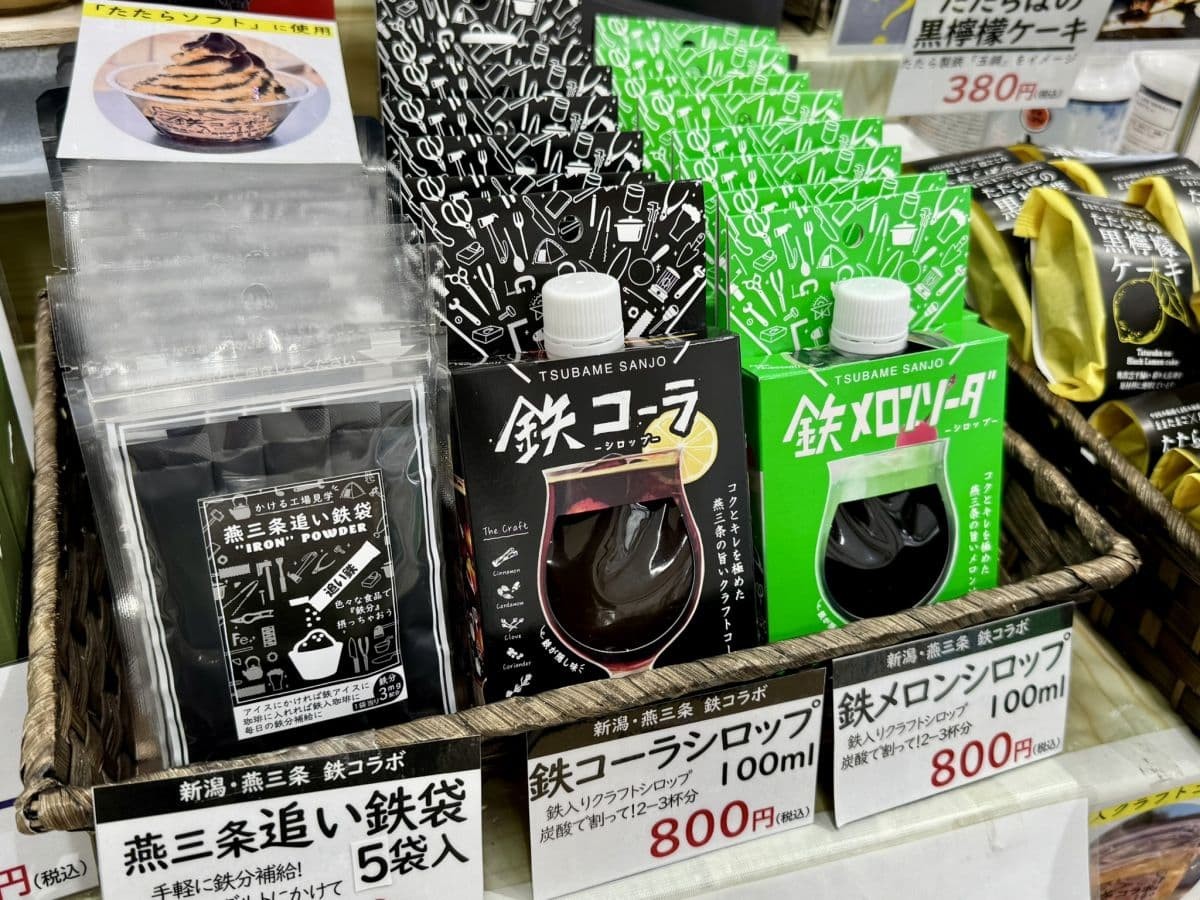 「たたらソフト」に使用
黒檸檬ケーキ
たたら製鉄「玉鋼」をイメージ
380円(税込)
かける工場見学
燕三条追い鉄袋
"IRON" POWDER
追い鉄
色々な食品で
『鉄分』
摂っちゃおう
Fe
アイスにかければ鉄アイスに
珈琲に入れれば鉄入珈琲に
毎日の鉄分補給に
鉄分
3mg
TSUBAME SANJO
鉄コーラ
ーシロップー
The Craft
Cinnamon
Cardamon
Clove
Coriander
コクとキレを極めた
燕三条の旨いクラフトコーラ
鉄が隠し味
TSUBAME SANJO
鉄メロンソーダ
ーシロップー
コクとキレを極めた
燕三条の旨いメロン
たたらばの
黒檸檬
ケーキ
Tataraba no
Black Lemon cake
新潟・燕三条 鉄コラボ
燕三条追い鉄袋
5袋入
手軽に鉄分補給!
新潟・燕三条 鉄コラボ
鉄コーラシロップ
100ml
鉄入りクラフトシロップ
炭酸で割って!2-3杯分
800円(税込)
新潟・燕三条 鉄コラボ
鉄メロンシロップ
100ml
鉄入りクラフトシロップ
炭酸で割って!2-3杯分
800円(税込)
円(税込)